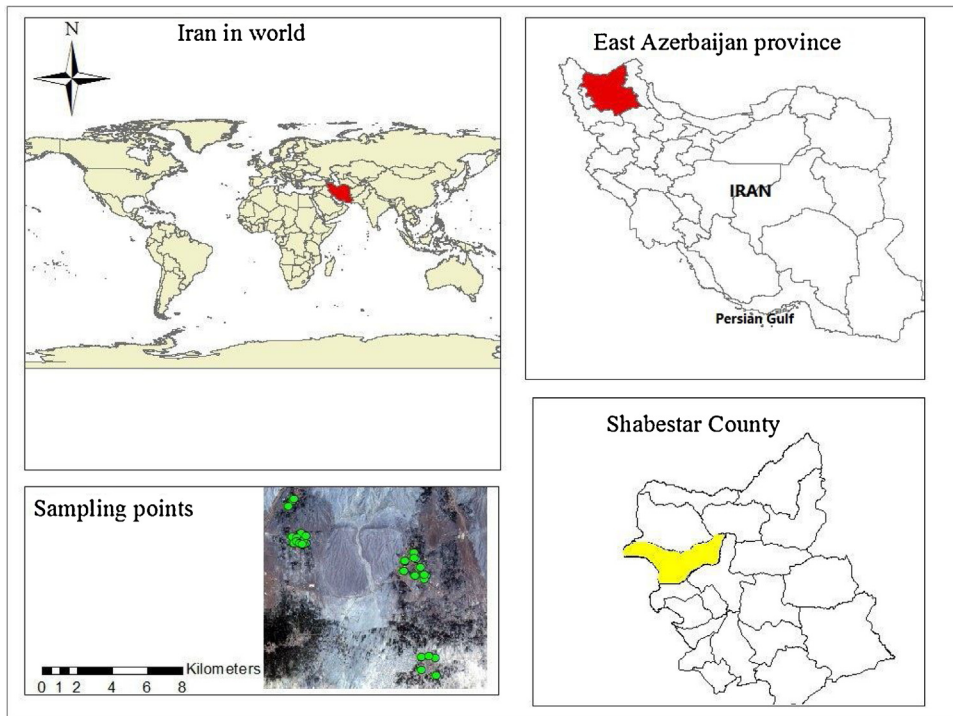 N
Iran in world
East Azerbaijan province
IRAN
Persian Gulf
Shabestar County
Sampling points
Kilometers
0 1 2 4 6 8